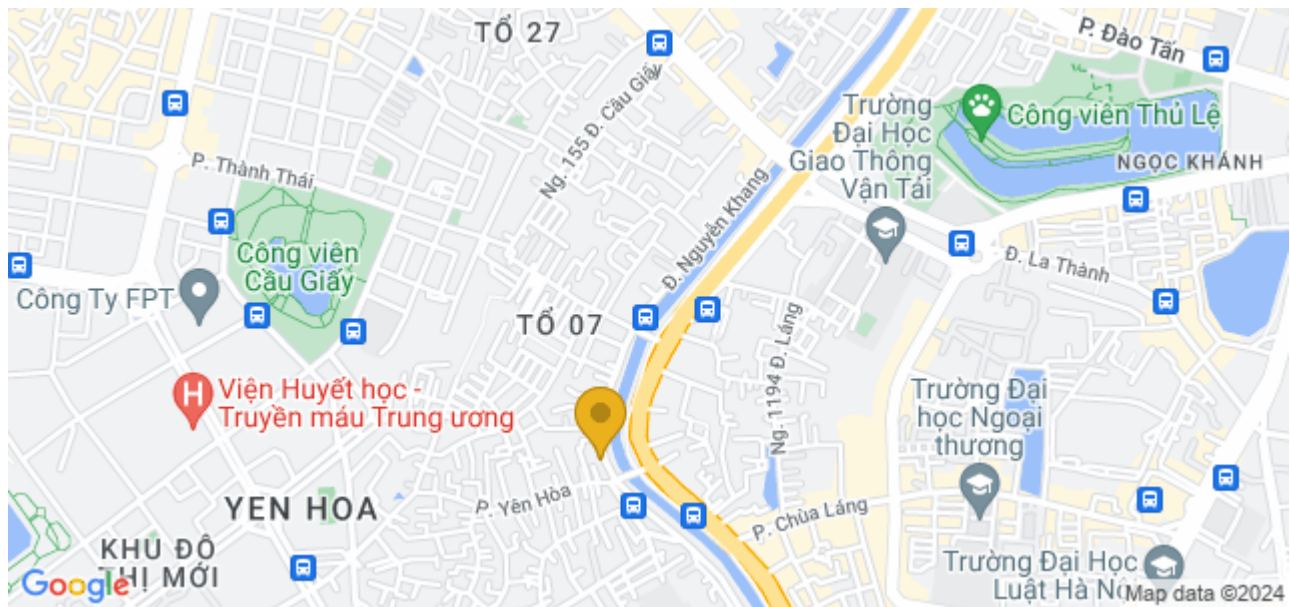 TỔ 27
P. Đào Tấn
Ng. 155 Đ. Cầu Giấy
Trường
Đại Học
Giao Thông
Vận Tải
Công viên Thủ Lệ
NGỌC KHÁNH
P. Thành Thái
Đ. Nguyễn Khang
Công viên
Cầu Giấy
Đ. La Thành
Công Ty FPT
TỔ 07
Ng. 1194 Đ. Láng
Viện Huyết học -
Truyền máu Trung ương
Trường Đại
học Ngoại
thương
P. Yên Hòa
YEN HOA
P. Chùa Láng
KHU ĐÔ
THỊ MỚI
Trường Đại Học
Luật Hà Nội
Google
Map data ©2024